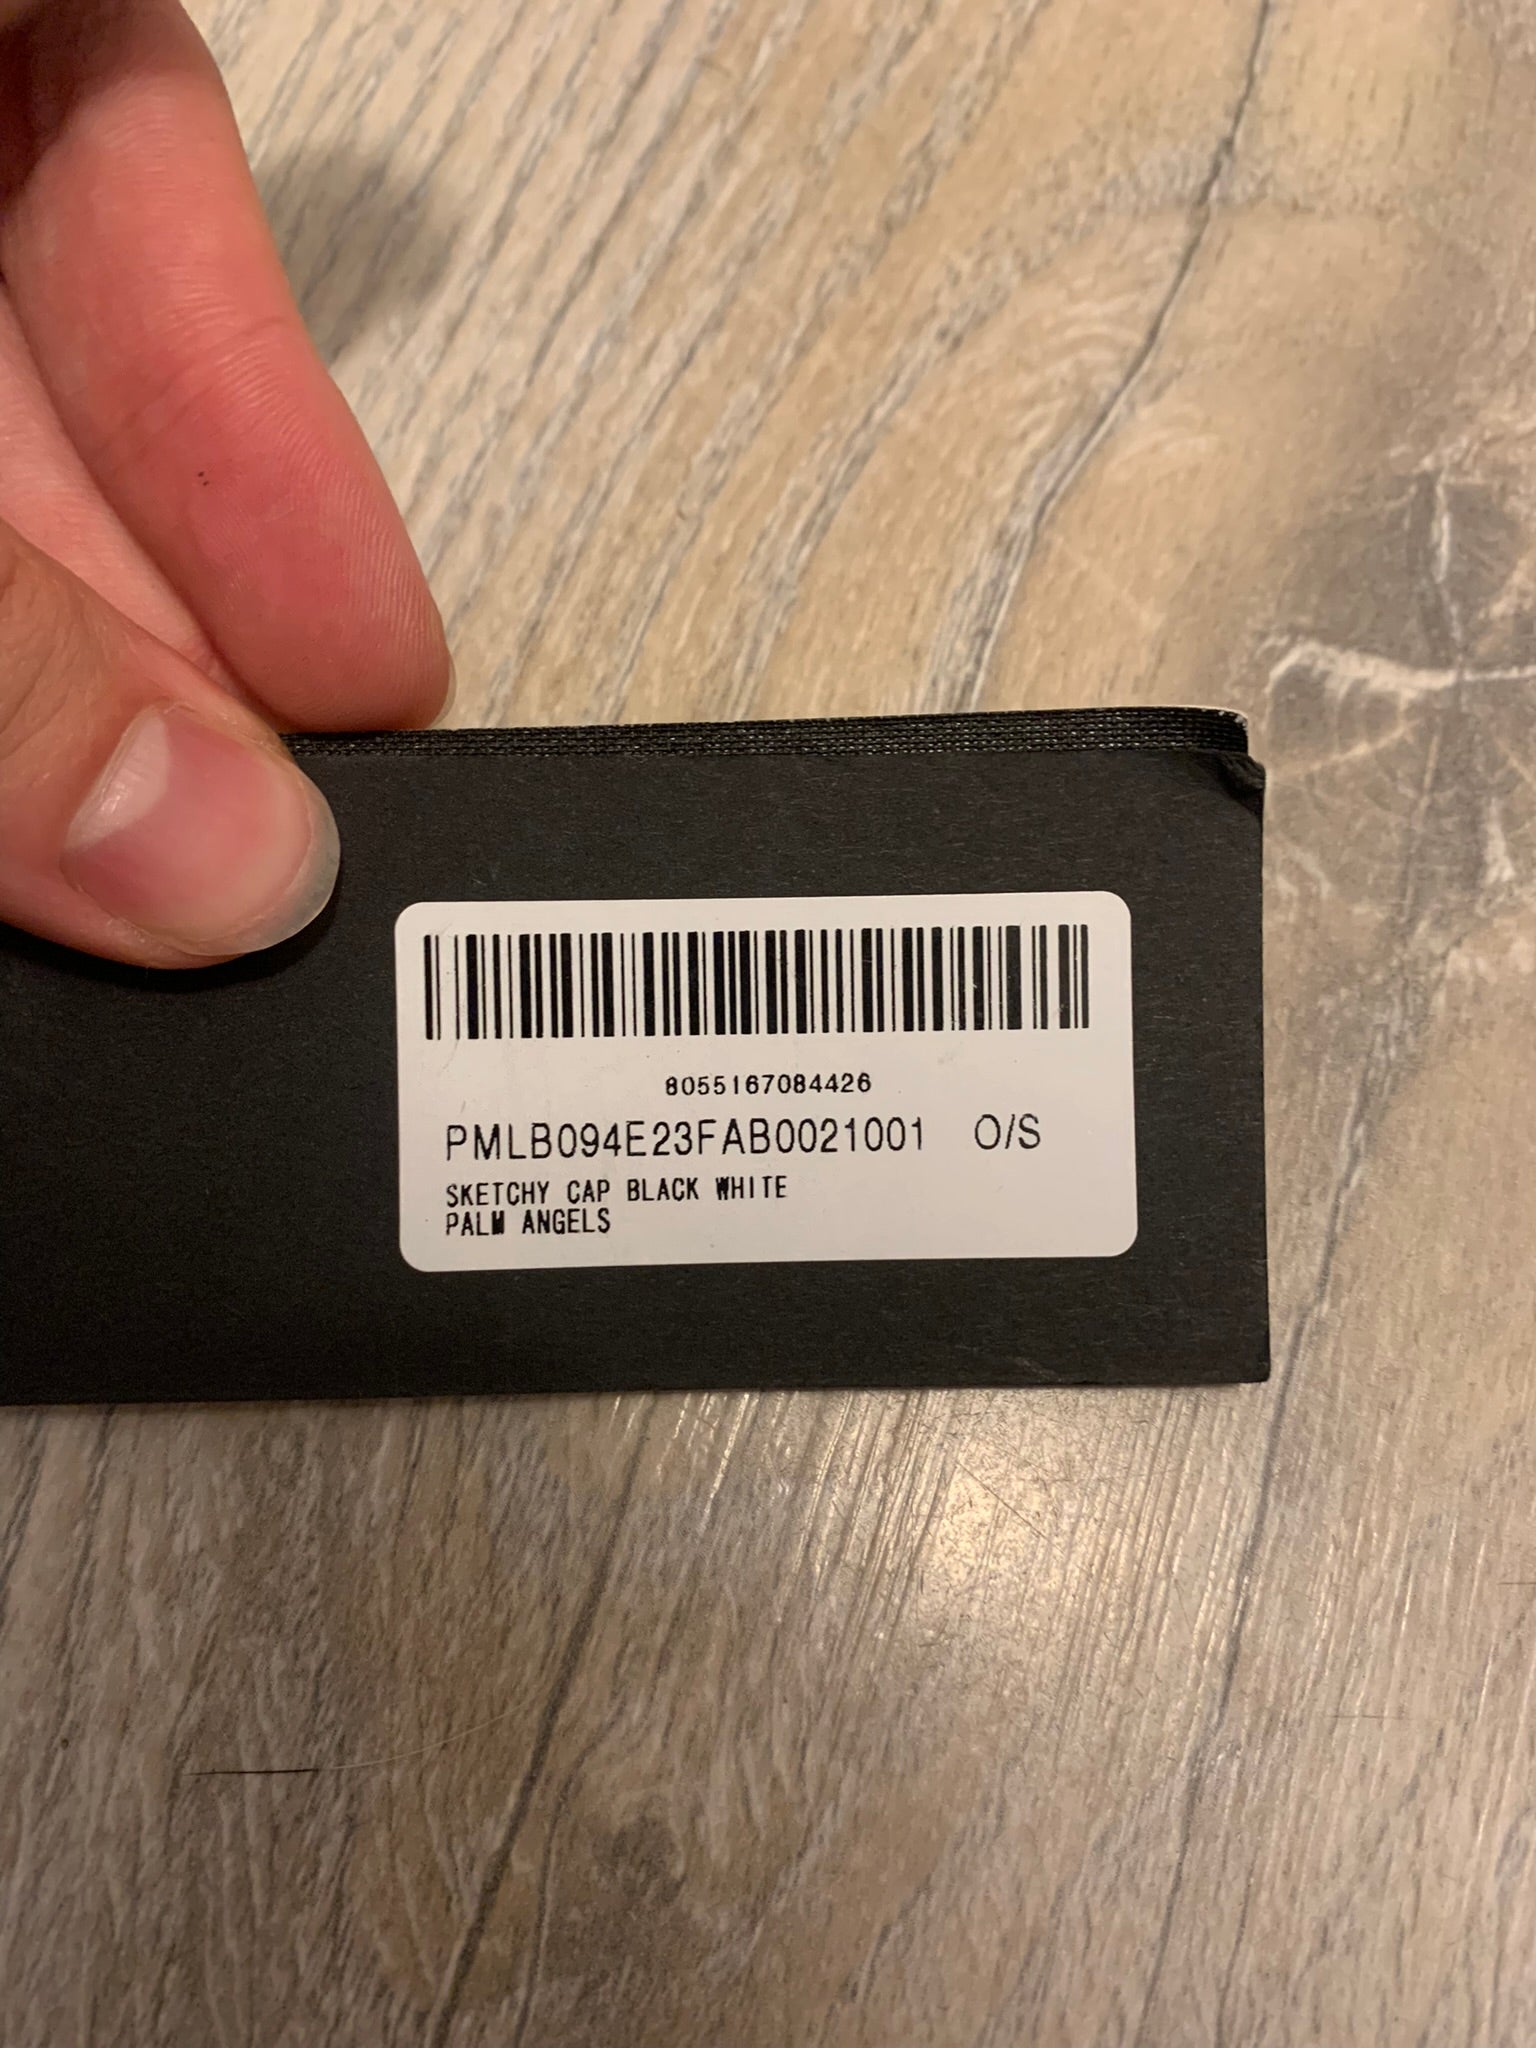 8055167084426
PMLB094E23FAB0021001 O/S
SKETCHY CAP BLACK WHITE
PALM ANGELS